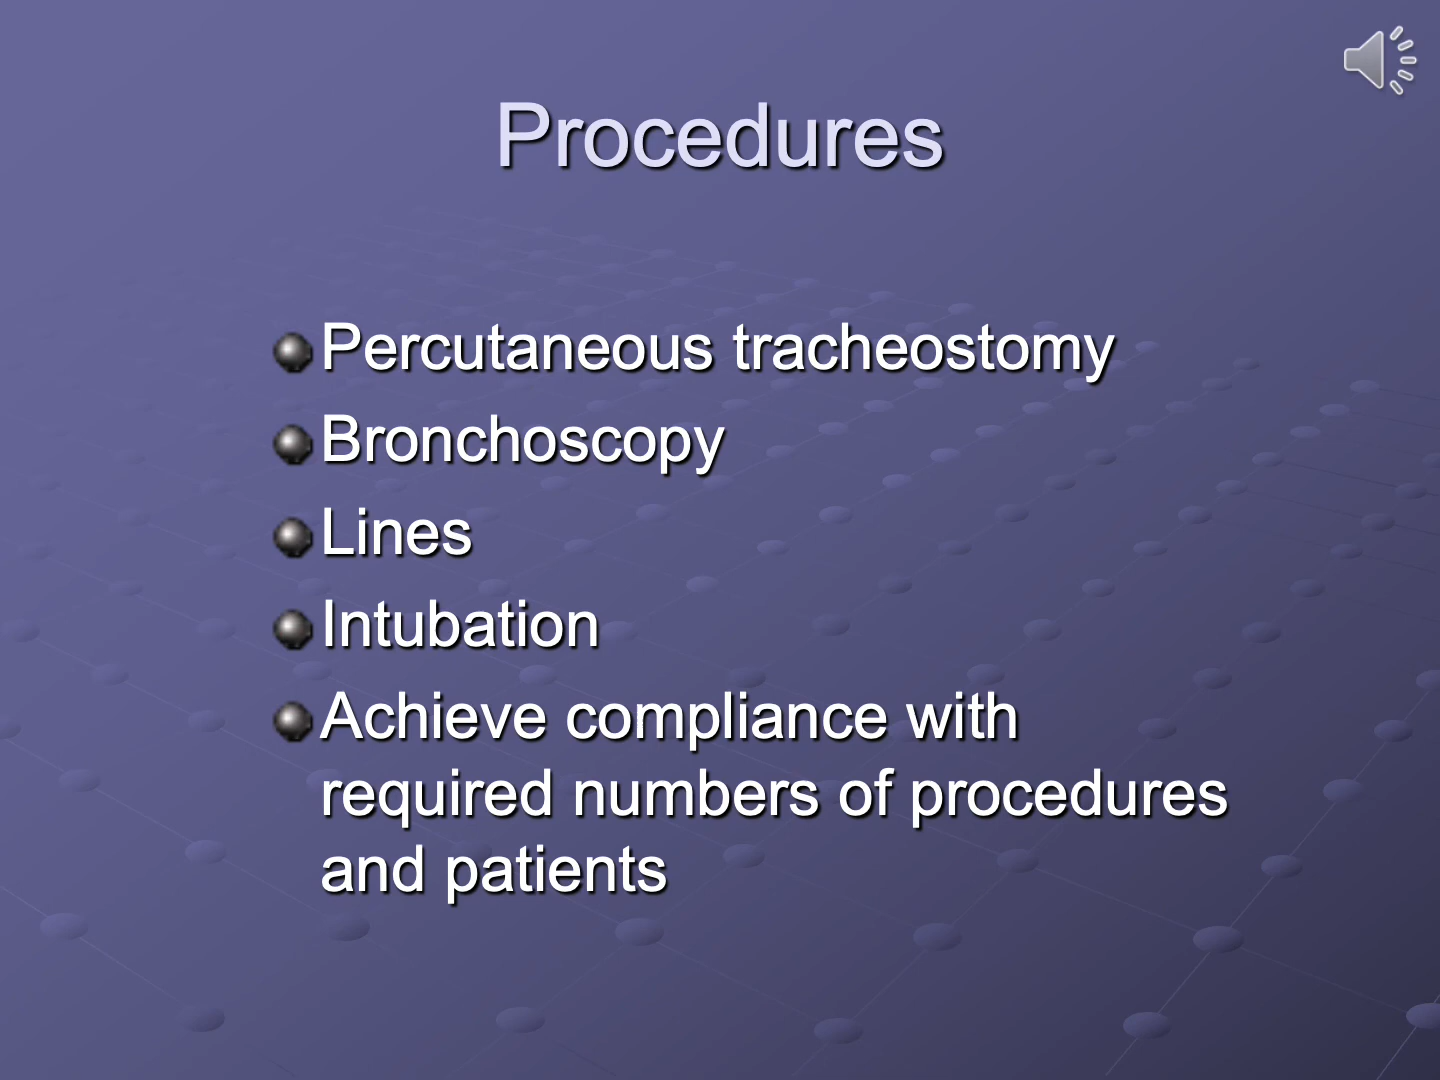 Procedures
Percutaneous tracheostomy
Bronchoscopy
Lines
Intubation
Achieve compliance with
required numbers of procedures
and patients